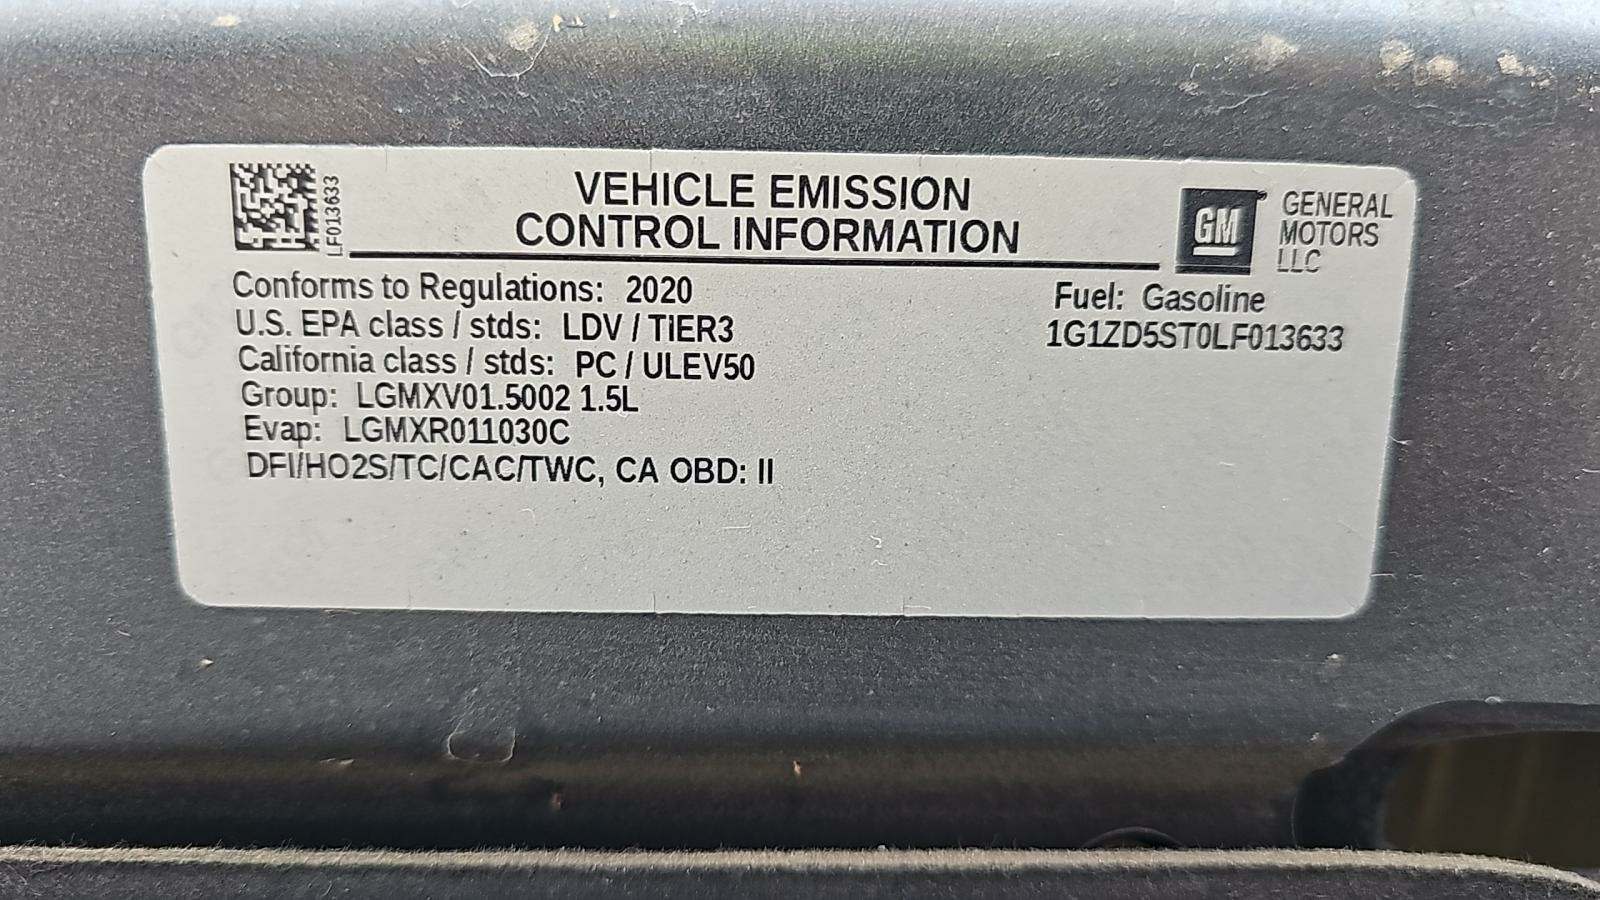 LF013633
VEHICLE EMISSION
CONTROL INFORMATION
GM
GENERAL
MOTORS
LLC
Conforms to Regulations: 2020
U.S. EPA class / stds: LDV / TIER3
California class / stds: PC / ULEV50
Group: LGMXV01.5002 1.5L
Evap: LGMXR011030C
DFI/HO2S/TC/CAC/TWC, CA OBD: II
Fuel: Gasoline
1G1ZD5ST0LF013633